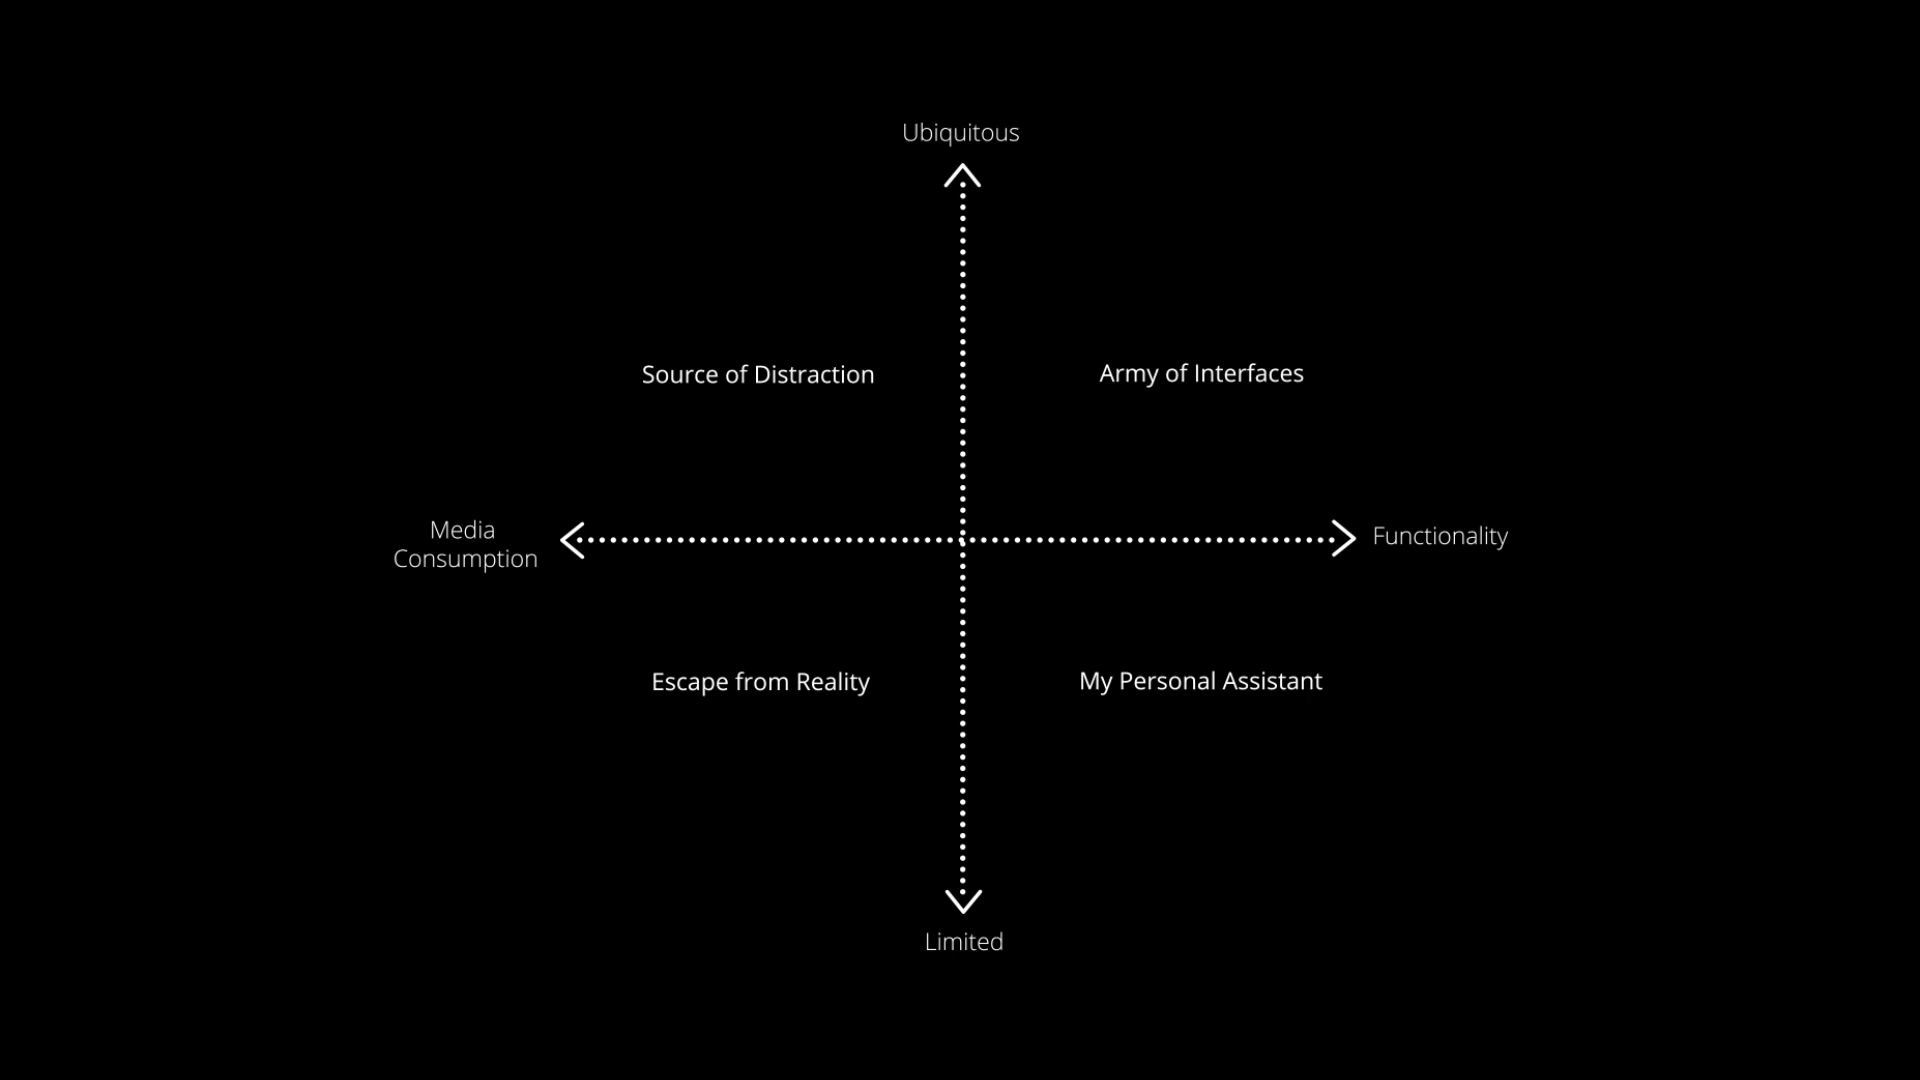 Ubiquitous
Source of Distraction
Army of Interfaces
Media
Consumption
Functionality
Escape from Reality
My Personal Assistant
Limited